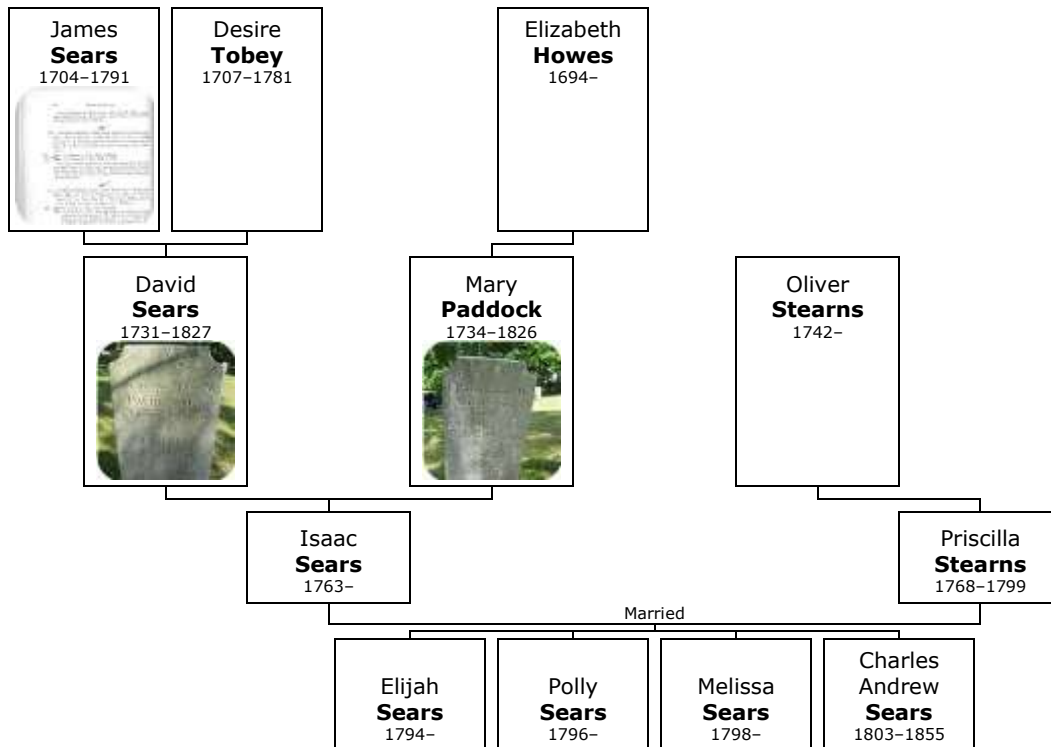 James
Sears
1704–1791
Desire
Tobey
1707–1781
Elizabeth
Howes
1694–
David
Sears
1731–1827
Mary
Paddock
1734–1826
Oliver
Stearns
1742–
Isaac
Sears
1763–
Priscilla
Stearns
1768–1799
Married
Elijah
Sears
1794–
Polly
Sears
1796–
Melissa
Sears
1798–
Charles
Andrew
Sears
1803–1855